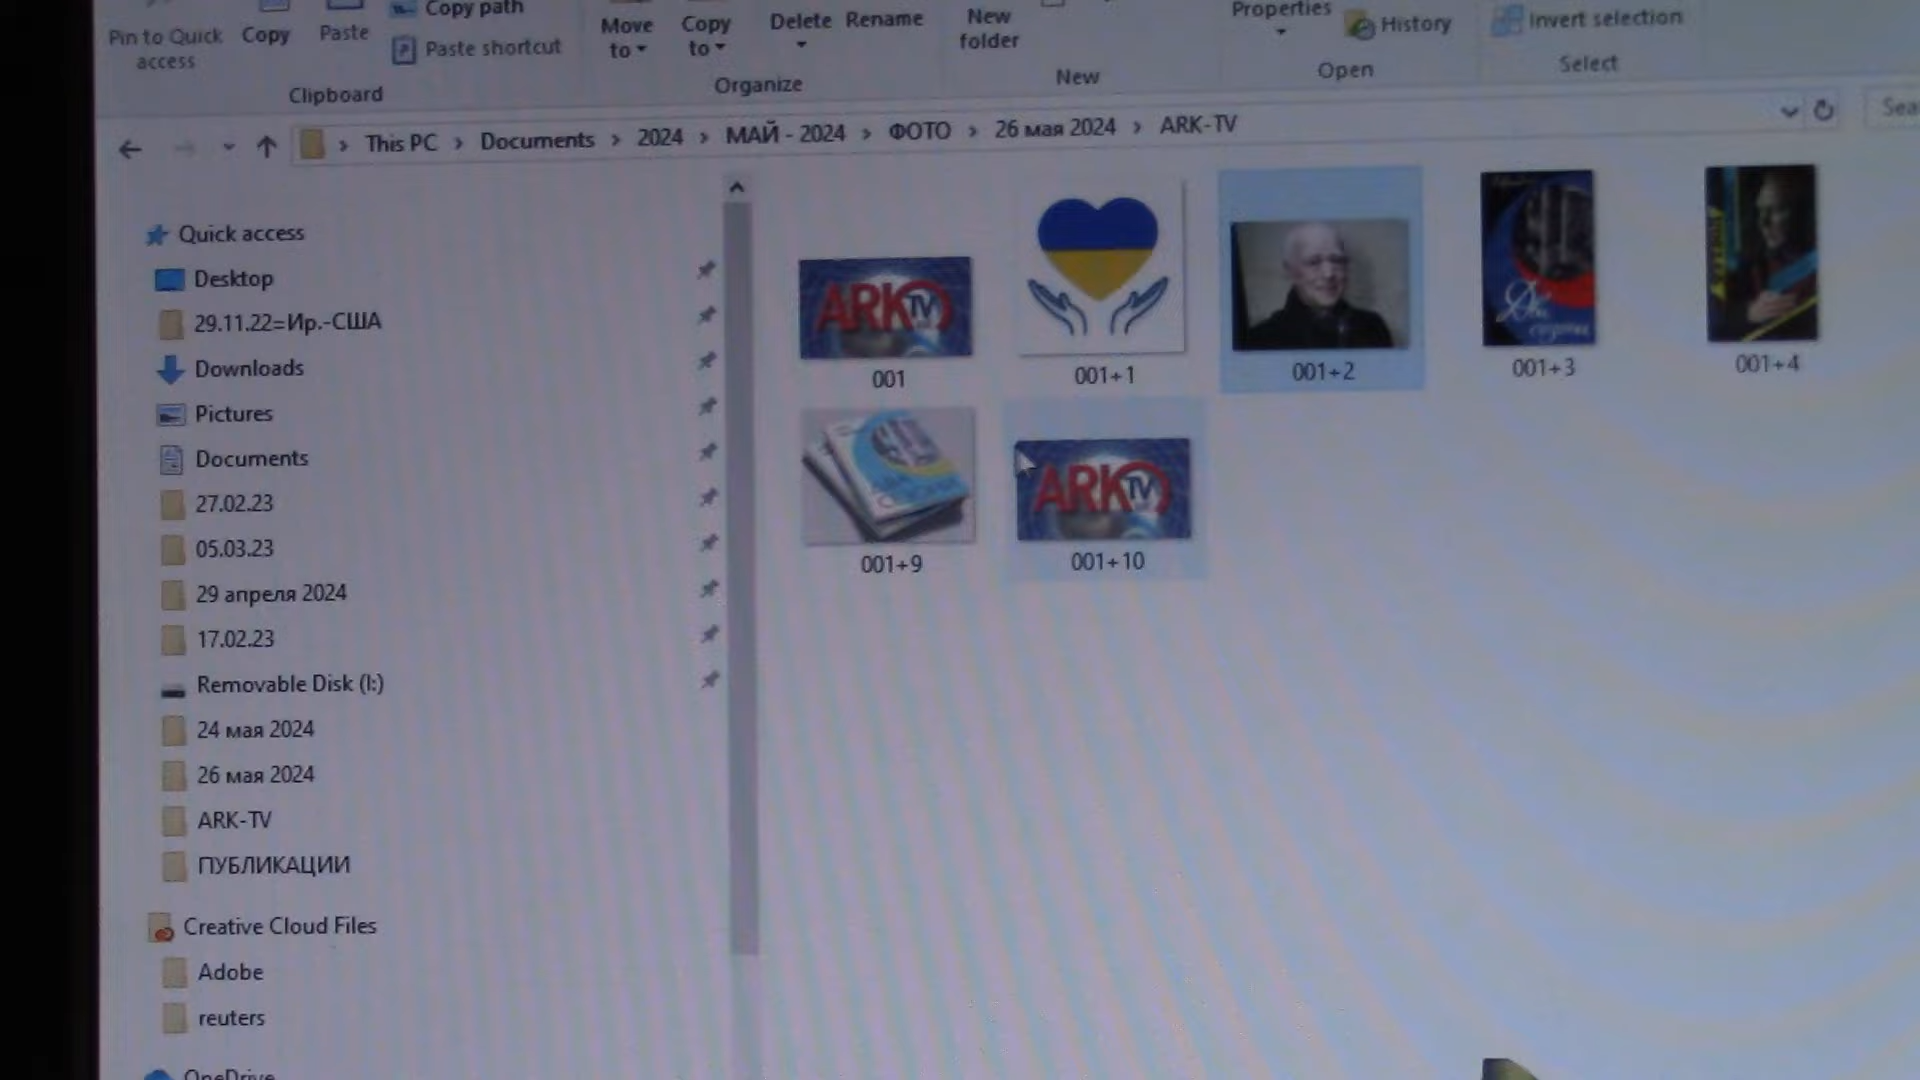 Pin to Quick access
Copy
Paste
Copy path
Paste shortcut
Clipboard
Move to
Copy to
Delete
Rename
Organize
New folder
New
Properties
History
Open
Invert selection
Select
This PC > Documents > 2024 > МАЙ - 2024 > ФОТО > 26 мая 2024 > ARK-TV
Quick access
Desktop
29.11.22=Ир.-США
Downloads
Pictures
Documents
27.02.23
05.03.23
29 апреля 2024
17.02.23
Removable Disk (I:)
24 мая 2024
26 мая 2024
ARK-TV
ПУБЛИКАЦИИ
Creative Cloud Files
Adobe
reuters
OneDrive
ARK TV
001
001+1
001+2
001+3
001+4
ARK TV
001+9
001+10